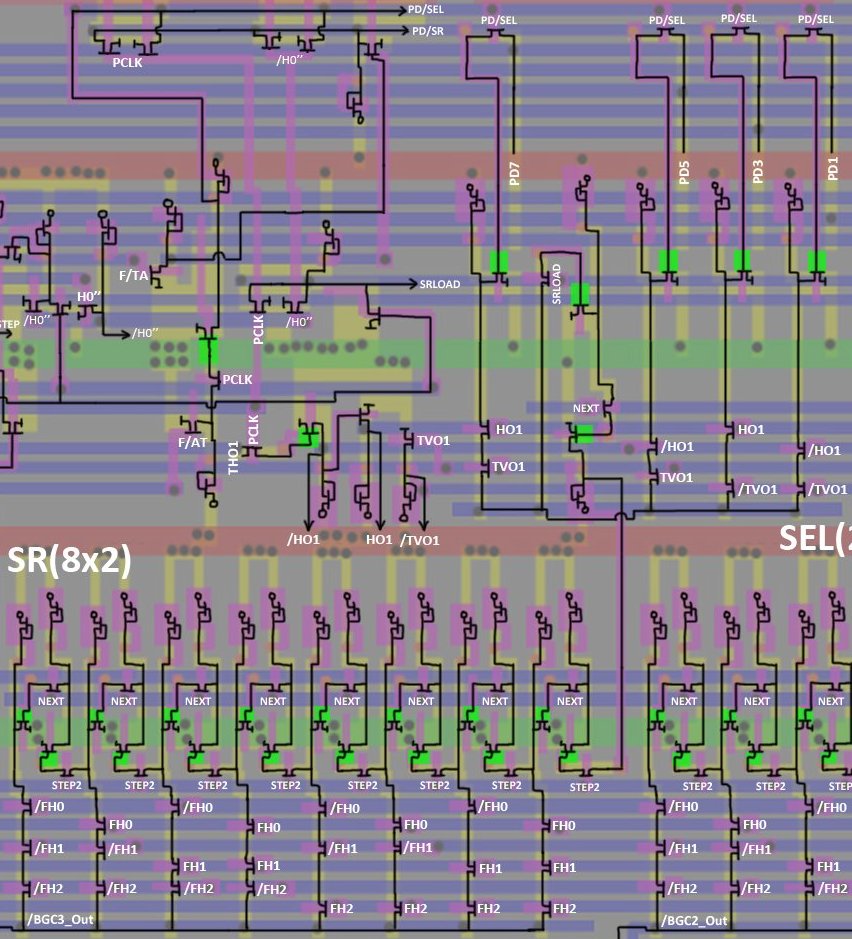 PD/SEL
PD/SR
PD/SEL PD/SEL PD/SEL PD/SEL
PCLK /H0''
PD7 PD5 PD3 PD1
F/TA
H0''
/H0''
STEP
/H0''
PCLK
/H0''
SRLOAD
SRLOAD
PCLK
NEXT
F/AT
THO1
PCLK
TVO1
HO1 /HO1 HO1 /HO1
TVO1 TVO1 /TVO1 /TVO1
/HO1 HO1 /TVO1
SR(8x2)
SEL(2
NEXT NEXT NEXT NEXT NEXT NEXT NEXT NEXT NEXT NEXT NEXT
STEP2 STEP2 STEP2 STEP2 STEP2 STEP2 STEP2 STEP2 STEP2 STEP2 STEP
/FH0 /FH0 /FH0 /FH0 /FH0 /FH0
FH0 FH0 FH0 FH0 FH0
/FH1 /FH1 /FH1 /FH1 /FH1 /FH1
FH1 FH1 FH1 FH1 FH1
/FH2 /FH2 /FH2 /FH2 /FH2 /FH2 /FH2
FH2 FH2 FH2 FH2
/BGC3_Out /BGC2_Out